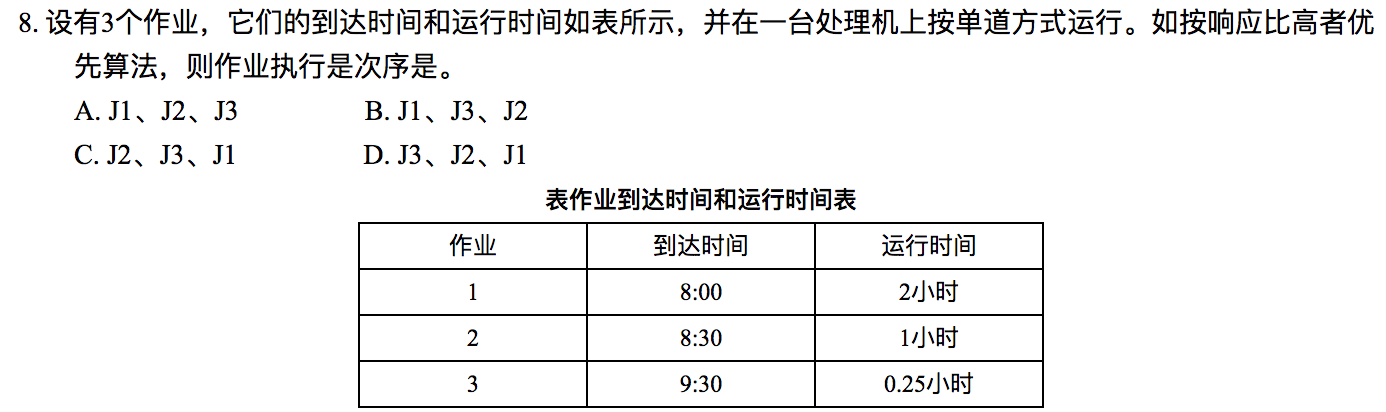 8. 设有3个作业，它们的到达时间和运行时间如表所示，并在一台处理机上按单道方式运行。如按响应比高者优
先算法，则作业执行是次序是。
A. J1、J2、J3 B. J1、J3、J2
C. J2、J3、J1 D. J3、J2、J1
表作业到达时间和运行时间表
作业 到达时间 运行时间
1 8:00 2小时
2 8:30 1小时
3 9:30 0.25小时